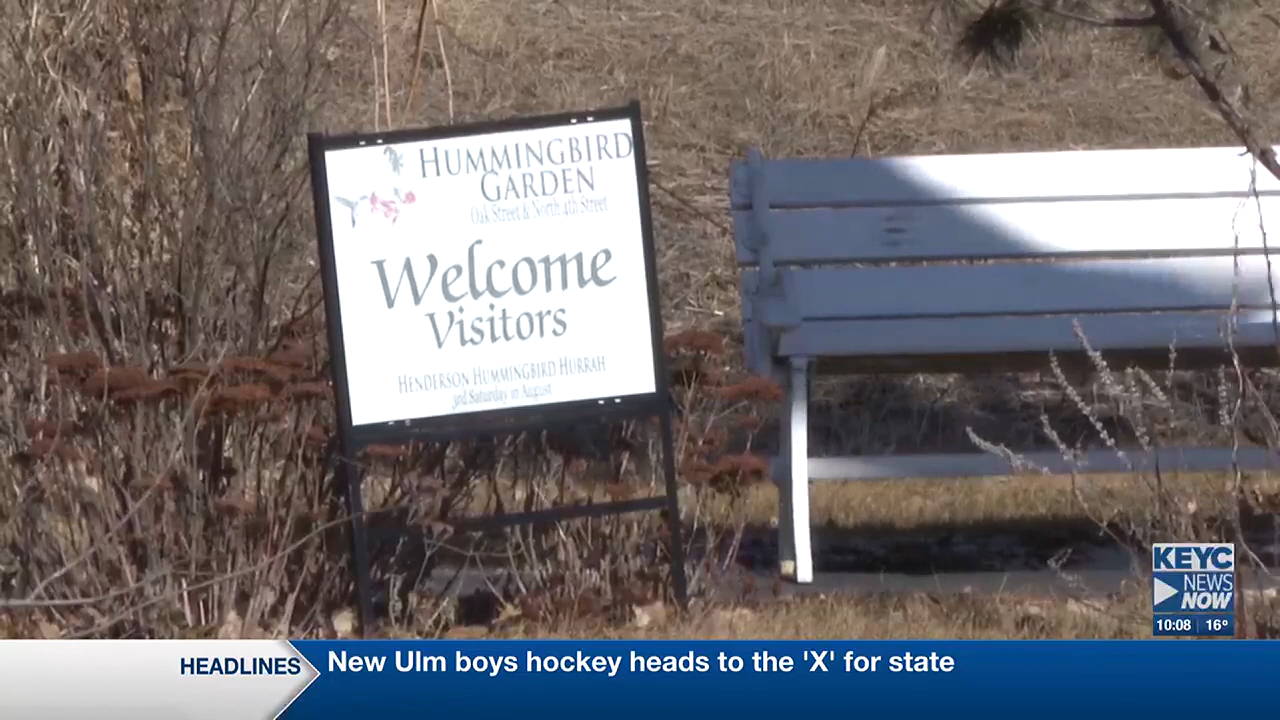 HUMMINGBIRD
GARDEN
Oak Street & North 4th Street
Welcome
Visitors
HENDERSON HUMMINGBIRD HURRAH
3rd Saturday in August
KEYC
NEWS
NOW
10:08 16°
HEADLINES New Ulm boys hockey heads to the 'X' for state